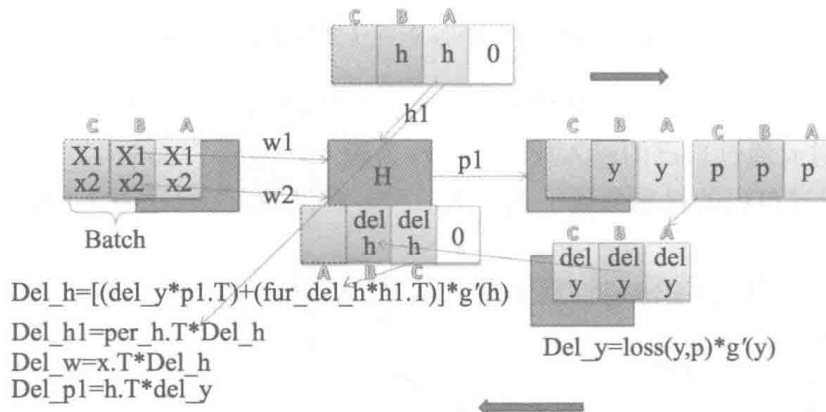 C B A
h h 0
h1
C B A
X1 X1 X1
x2 x2 x2
Batch
w1
w2
H
p1
C B A
y y
C B A
p p p
del del 0
h h
A B C
C B A
del del del
y y y
Del_h=[(del_y*p1.T)+(fur_del_h*h1.T)]*g'(h)
Del_h1=per_h.T*Del_h
Del_w=x.T*Del_h
Del_p1=h.T*del_y
Del_y=loss(y,p)*g'(y)